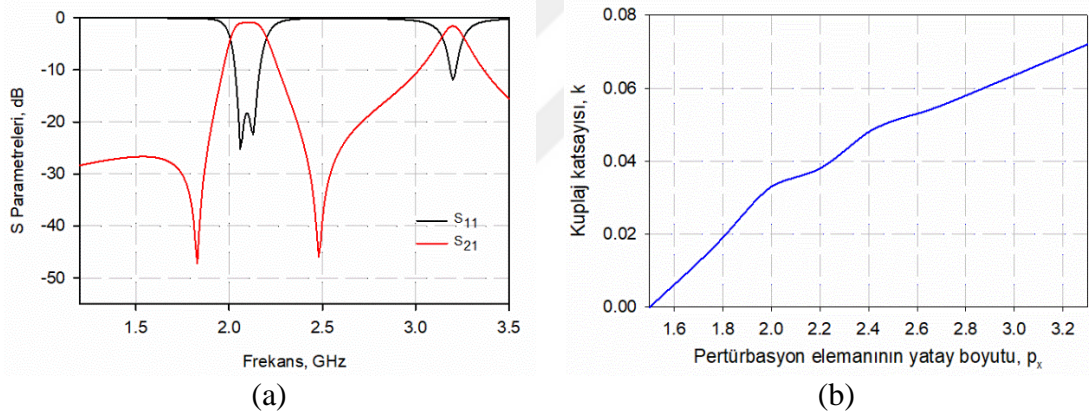 S Parametreleri, dB
0
-10
-20
-30
-40
-50
S11
S21
1.5 2.0 2.5 3.0 3.5
Frekans, GHz
(a)
Kuplaj katsayısı, k
0.08
0.06
0.04
0.02
0.00
1.6 1.8 2.0 2.2 2.4 2.6 2.8 3.0 3.2
Pertürbasyon elemanının yatay boyutu, px
(b)